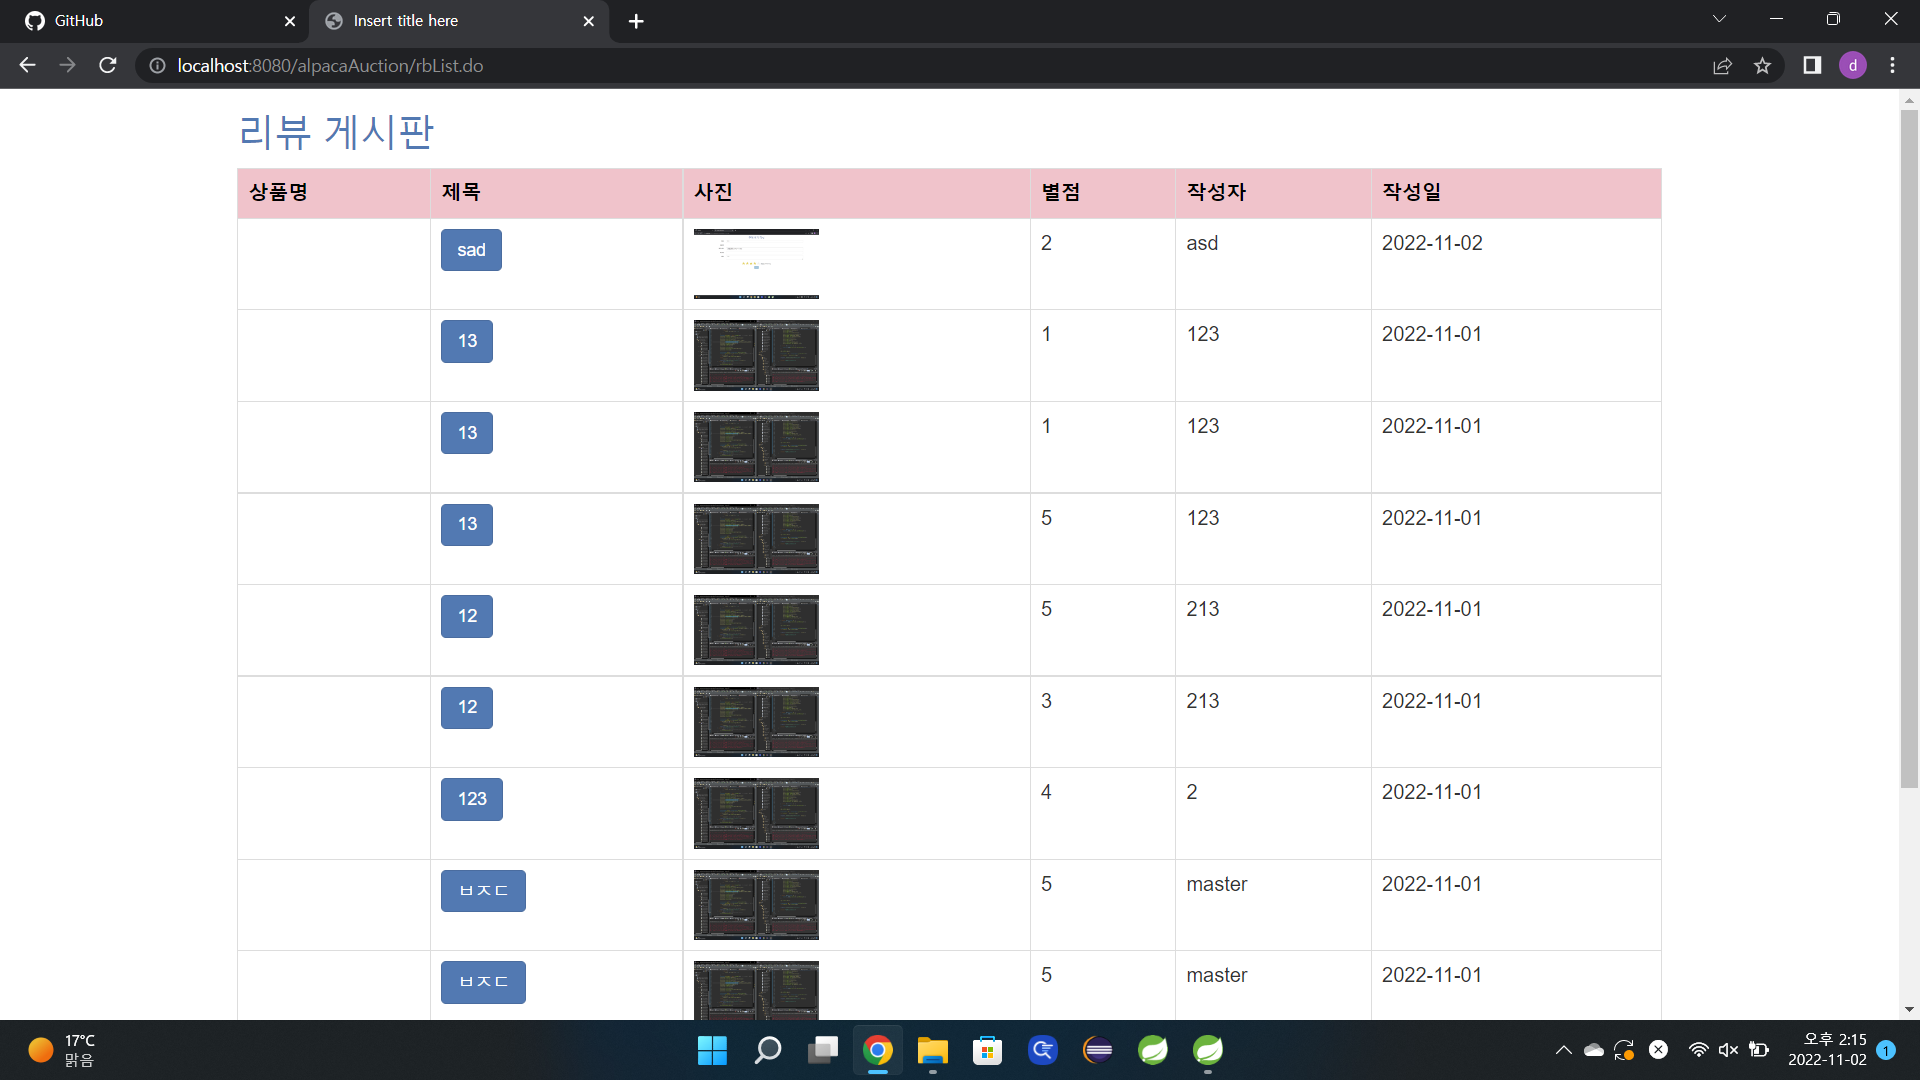 GitHub
Insert title here
localhost:8080/alpacaAuction/rbList.do
d
리뷰 게시판
상품명 제목 사진 별점 작성자 작성일
sad 2 asd 2022-11-02
13 1 123 2022-11-01
13 1 123 2022-11-01
13 5 123 2022-11-01
12 5 213 2022-11-01
12 3 213 2022-11-01
123 4 2 2022-11-01
ㅂㅈㄷ 5 master 2022-11-01
ㅂㅈㄷ 5 master 2022-11-01
17°C
맑음
오후 2:15
2022-11-02
1